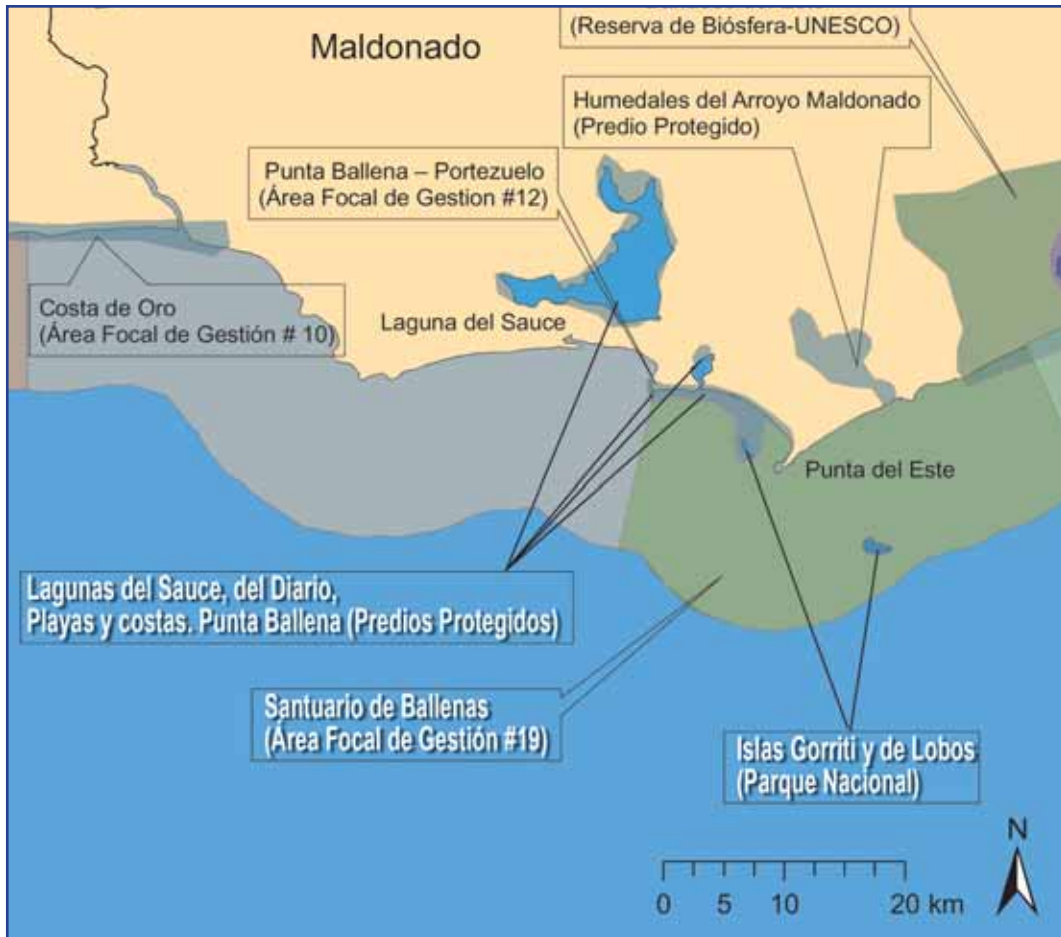 Maldonado
(Reserva de Biósfera-UNESCO)
Humedales del Arroyo Maldonado
(Predio Protegido)
Punta Ballena – Portezuelo
(Área Focal de Gestion #12)
Costa de Oro
(Área Focal de Gestión # 10)
Laguna del Sauce
Punta del Este
Lagunas del Sauce, del Diario,
Playas y costas. Punta Ballena (Predios Protegidos)
Santuario de Ballenas
(Área Focal de Gestión #19)
Islas Gorriti y de Lobos
(Parque Nacional)
N
0 5 10 20 km